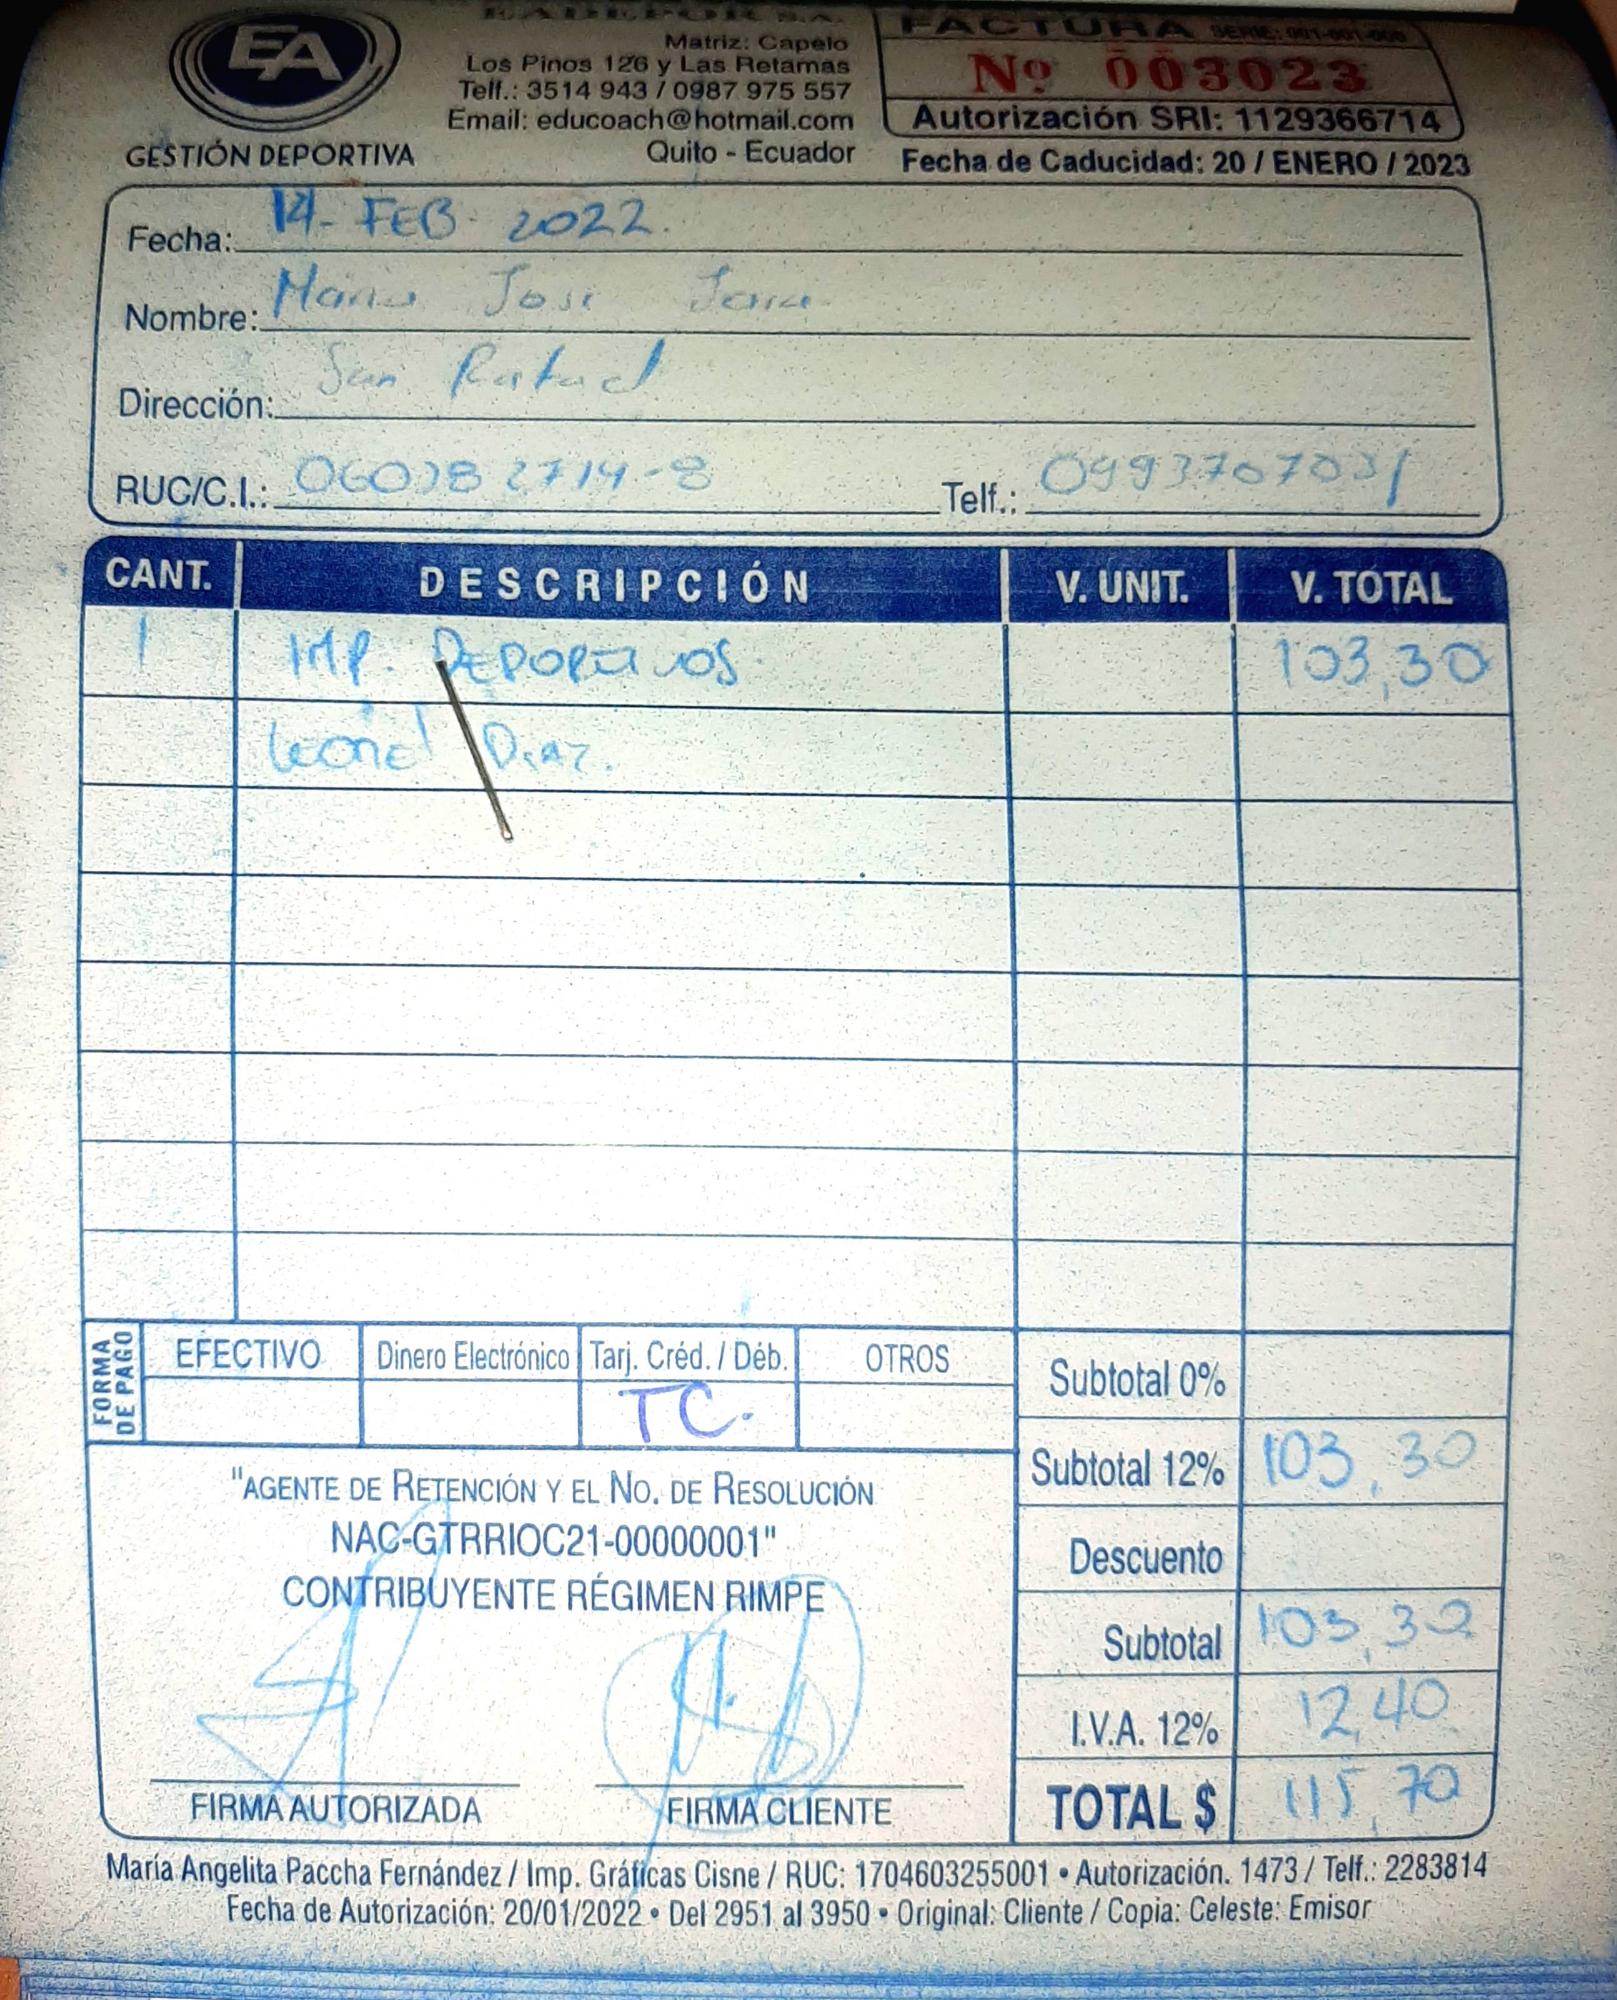 EA
GESTIÓN DEPORTIVA
Matriz: Capelo
Los Pinos 126 y Las Retamas
Telf.: 3514 943 / 0987 975 557
Email: educoach@hotmail.com
Quito - Ecuador
FACTURA SERIE: 001-001-000
Nº 003023
Autorización SRI: 1129366714
Fecha de Caducidad: 20 / ENERO / 2023
Fecha: 14 - FEB - 2022.
Nombre: Maria Jose Jara
Dirección: San Rafael
RUC/C.I.: 060382714-8 Telf.: 0993707031
CANT. DESCRIPCIÓN V. UNIT. V. TOTAL
1 IMP. DEPORTIVOS 103,30
Leonel Diaz.
FORMA DE PAGO
EFECTIVO Dinero Electrónico Tarj. Créd. / Déb. OTROS
TC.
Subtotal 0%
Subtotal 12% 103,30
Descuento
Subtotal 103,30
I.V.A. 12% 12,40
TOTAL $ 115,70
"AGENTE DE RETENCIÓN Y EL NO. DE RESOLUCIÓN
NAC-GTRRIOC21-00000001"
CONTRIBUYENTE RÉGIMEN RIMPE
FIRMA AUTORIZADA FIRMA CLIENTE
María Angelita Paccha Fernández / Imp. Gráficas Cisne / RUC: 1704603255001 • Autorización. 1473 / Telf.: 2283814
Fecha de Autorización: 20/01/2022 • Del 2951 al 3950 • Original: Cliente / Copia: Celeste: Emisor